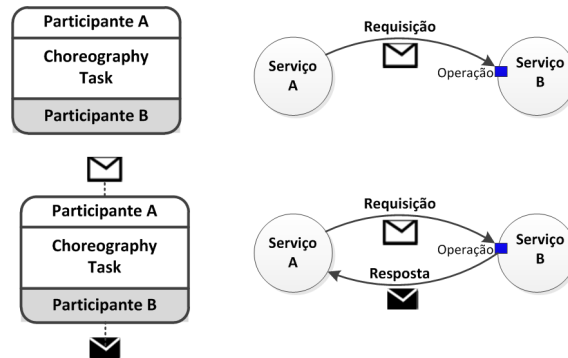 Participante A
Choreography
Task
Participante B
Requisição
Serviço
A
Operação
Serviço
B
Participante A
Choreography
Task
Participante B
Requisição
Serviço
A
Operação
Serviço
B
Resposta